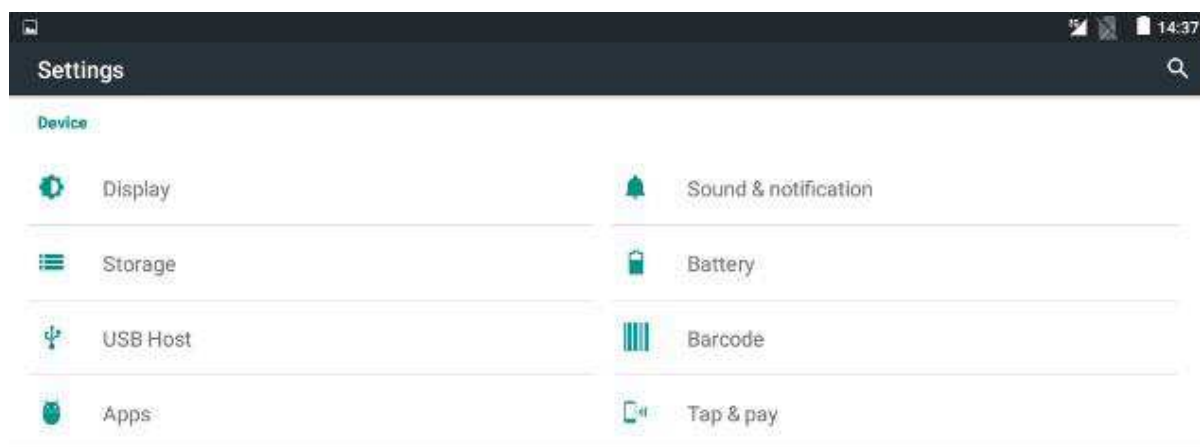 14:37
Settings
Device
Display
Sound & notification
Storage
Battery
USB Host
Barcode
Apps
Tap & pay